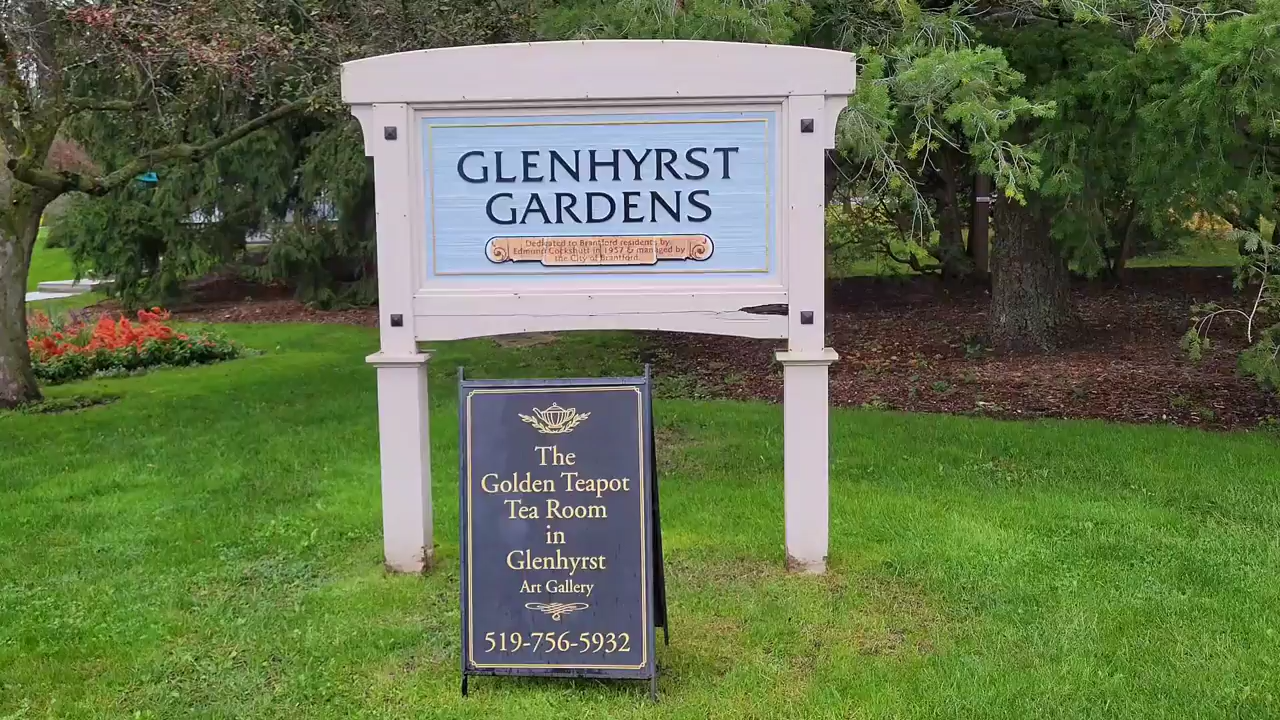 GLENHYRST
GARDENS
Dedicated to Brantford residents by
Edmund Cockshutt in 1957 & managed by
the City of Brantford.
The
Golden Teapot
Tea Room
in
Glenhyrst
Art Gallery
519-756-5932